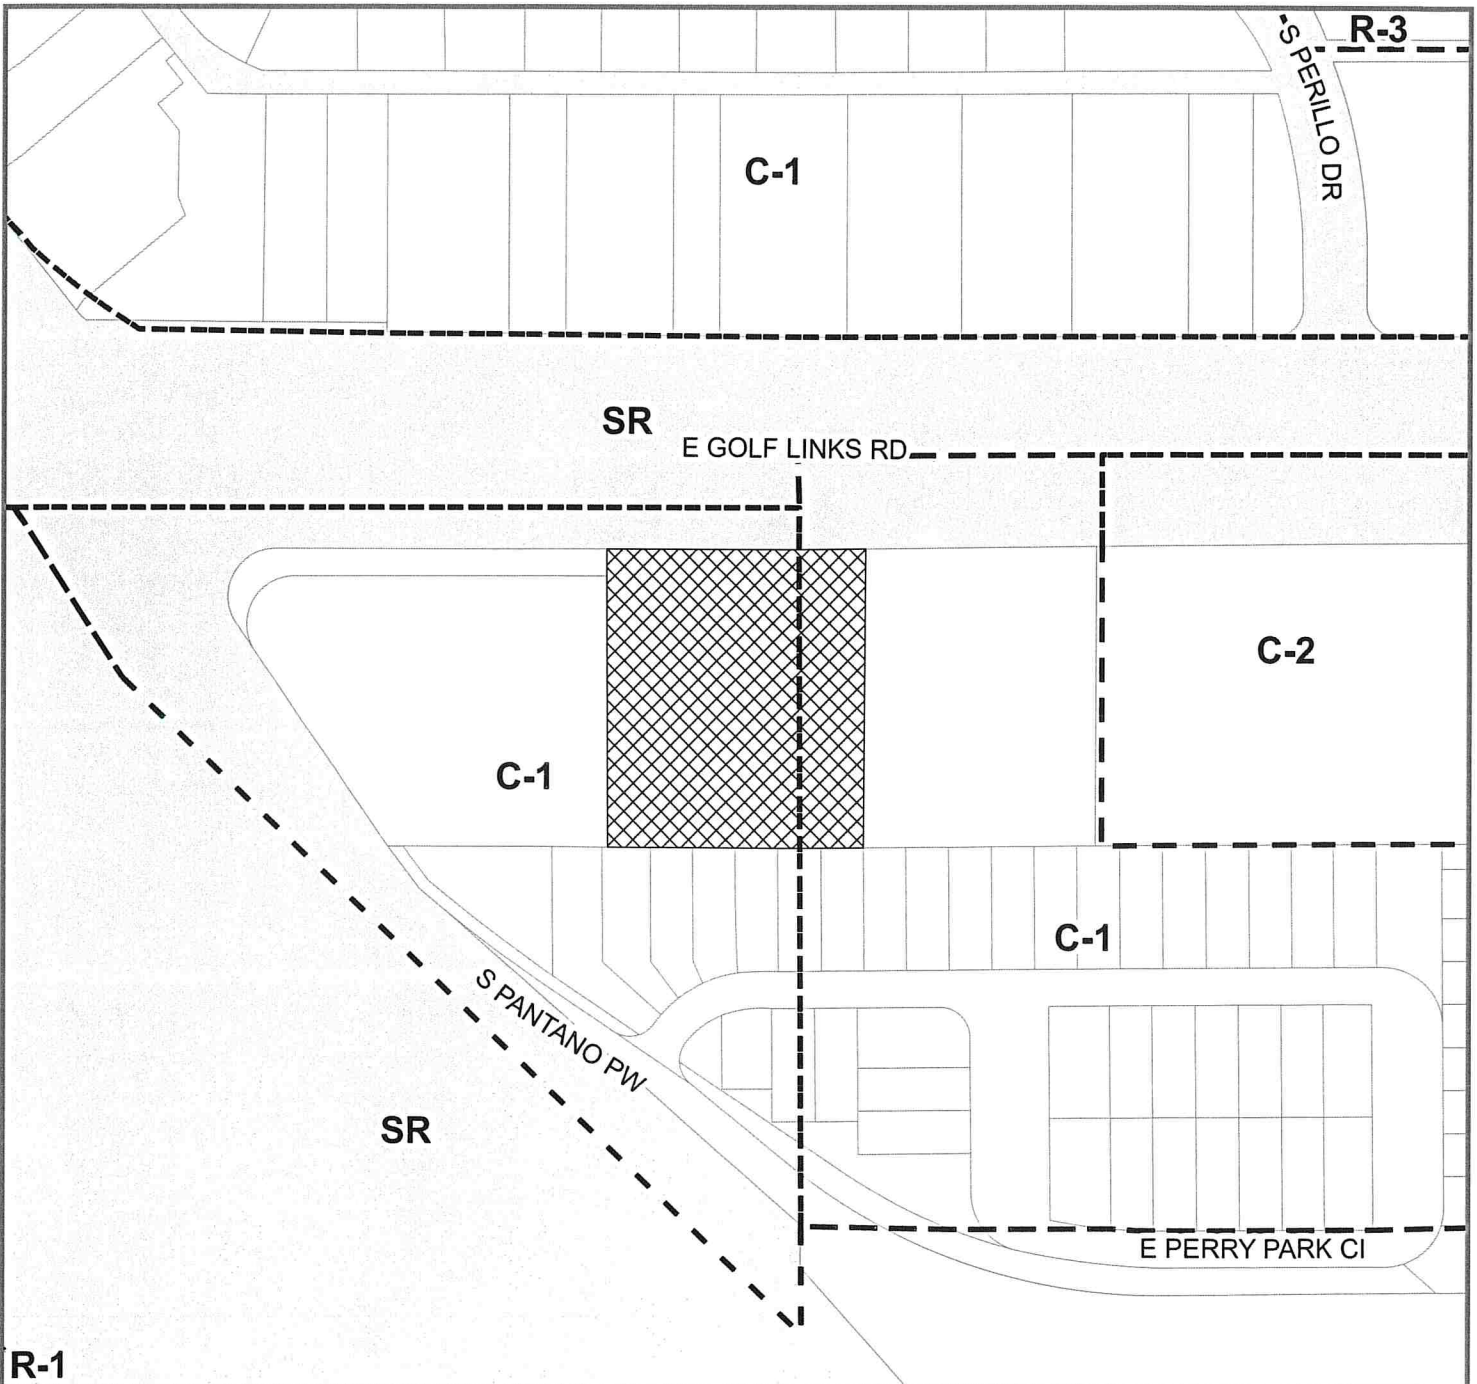 R-3
S PERILLO DR
C-1
SR
E GOLF LINKS RD
C-2
C-1
C-1
S PANTANO PW
SR
E PERRY PARK CI
R-1